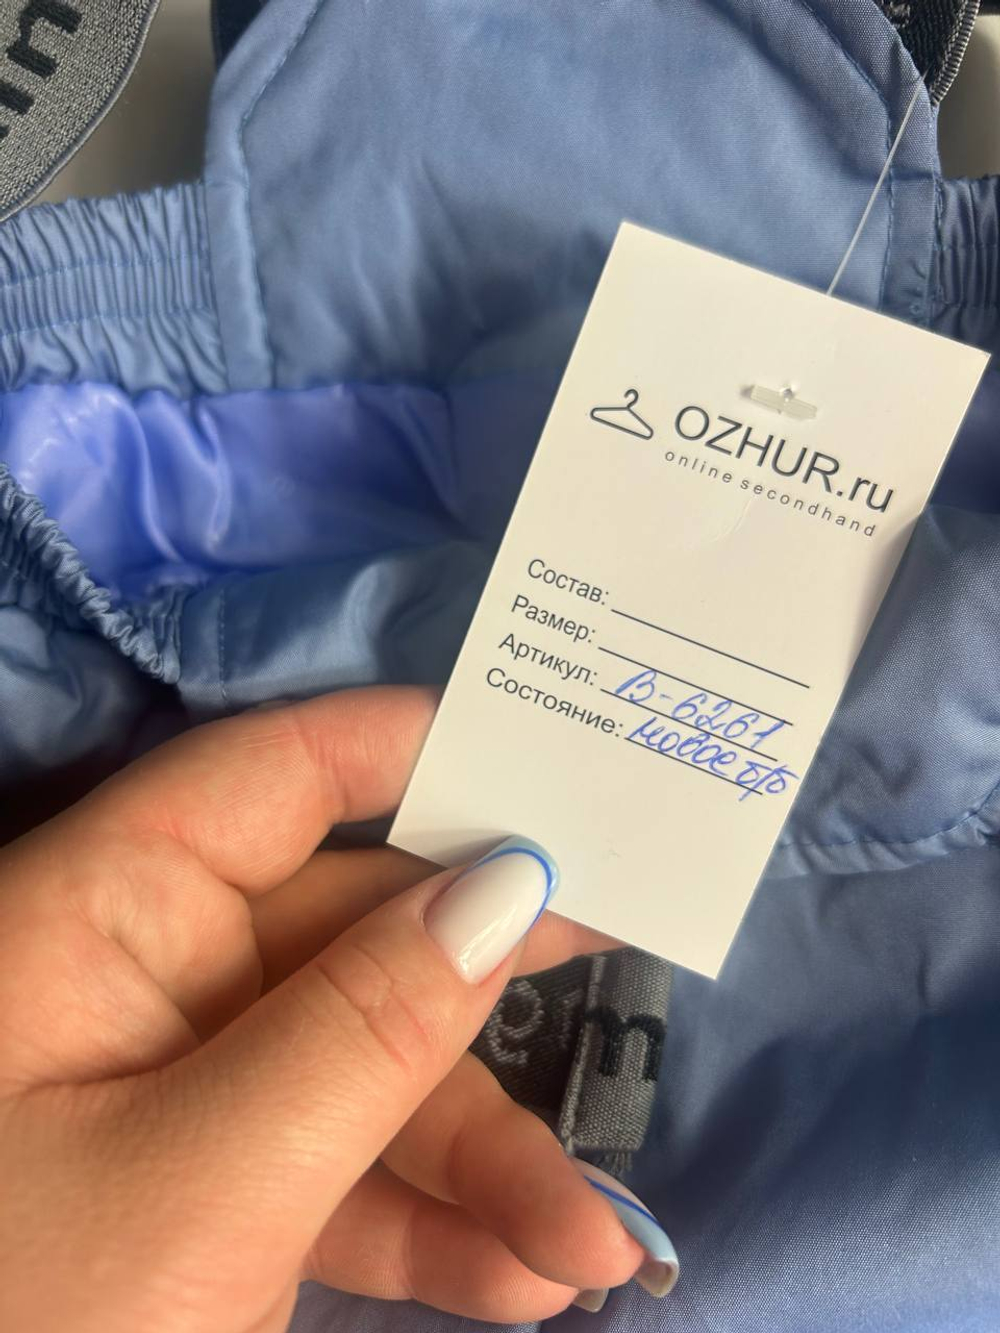 OZHUR.ru
online secondhand
Состав:
Размер:
Артикул: В-6261
Состояние: новое б/б
m